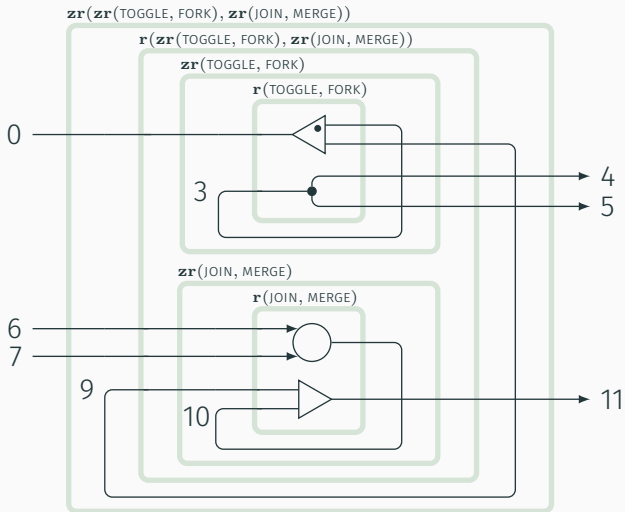 zr(zr(TOGGLE, FORK), zr(JOIN, MERGE))
r(zr(TOGGLE, FORK), zr(JOIN, MERGE))
zr(TOGGLE, FORK)
r(TOGGLE, FORK)
0
3
4
5
zr(JOIN, MERGE)
r(JOIN, MERGE)
6
7
9
10
11